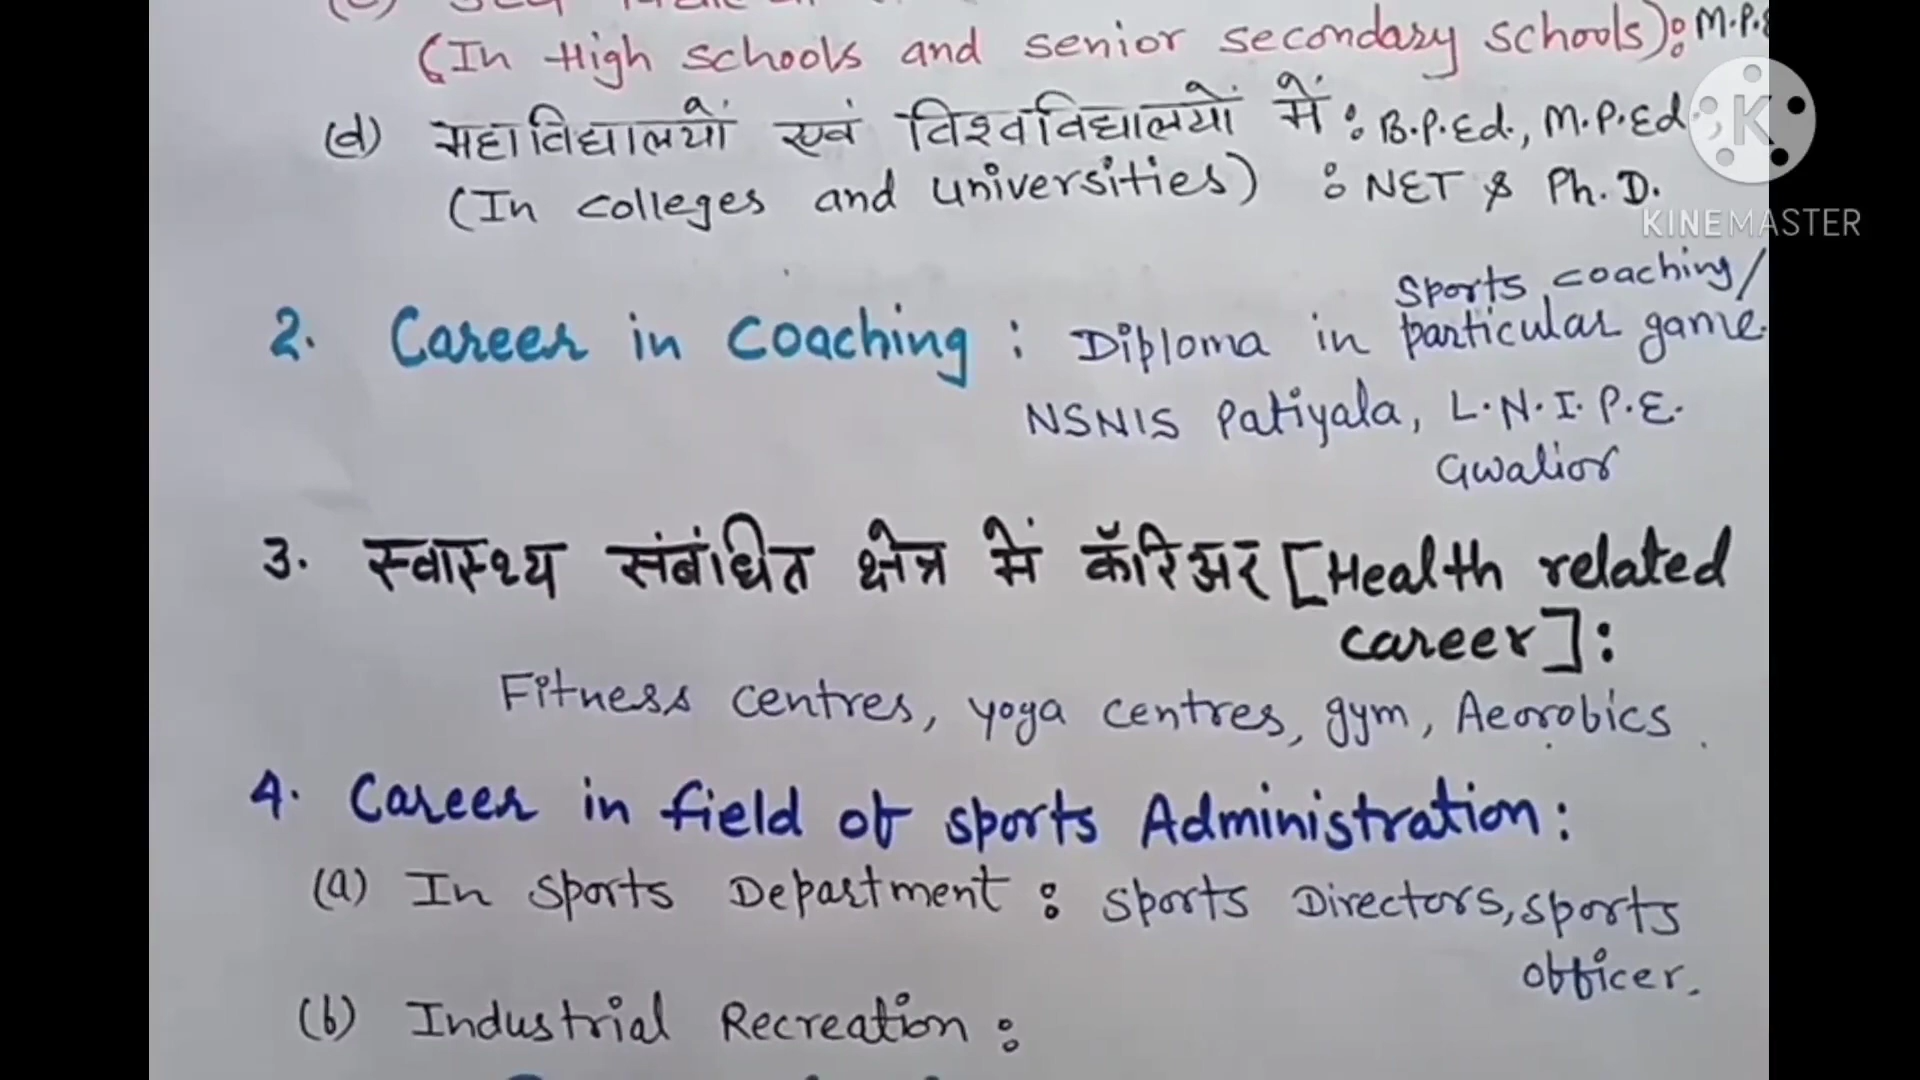 (In High schools and senior secondary schools): M.P.
(d) महाविद्यालयों एवं विश्वविद्यालयों में : B.P.Ed., M.P.Ed.,
(In colleges and universities) : NET & Ph.D.
KINEMASTER
2. Career in Coaching : Diploma in sports coaching/ particular game.
NSNIS Patiyala, L.N.I.P.E.
Gwalior
3. स्वास्थ्य संबंधित क्षेत्र में कॅरिअर [Health related
career]:
Fitness centres, yoga centres, gym, Aeorobics
4. Career in field of sports Administration:
(a) In sports Department : sports Directors, sports
officer.
(b) Industrial Recreation :